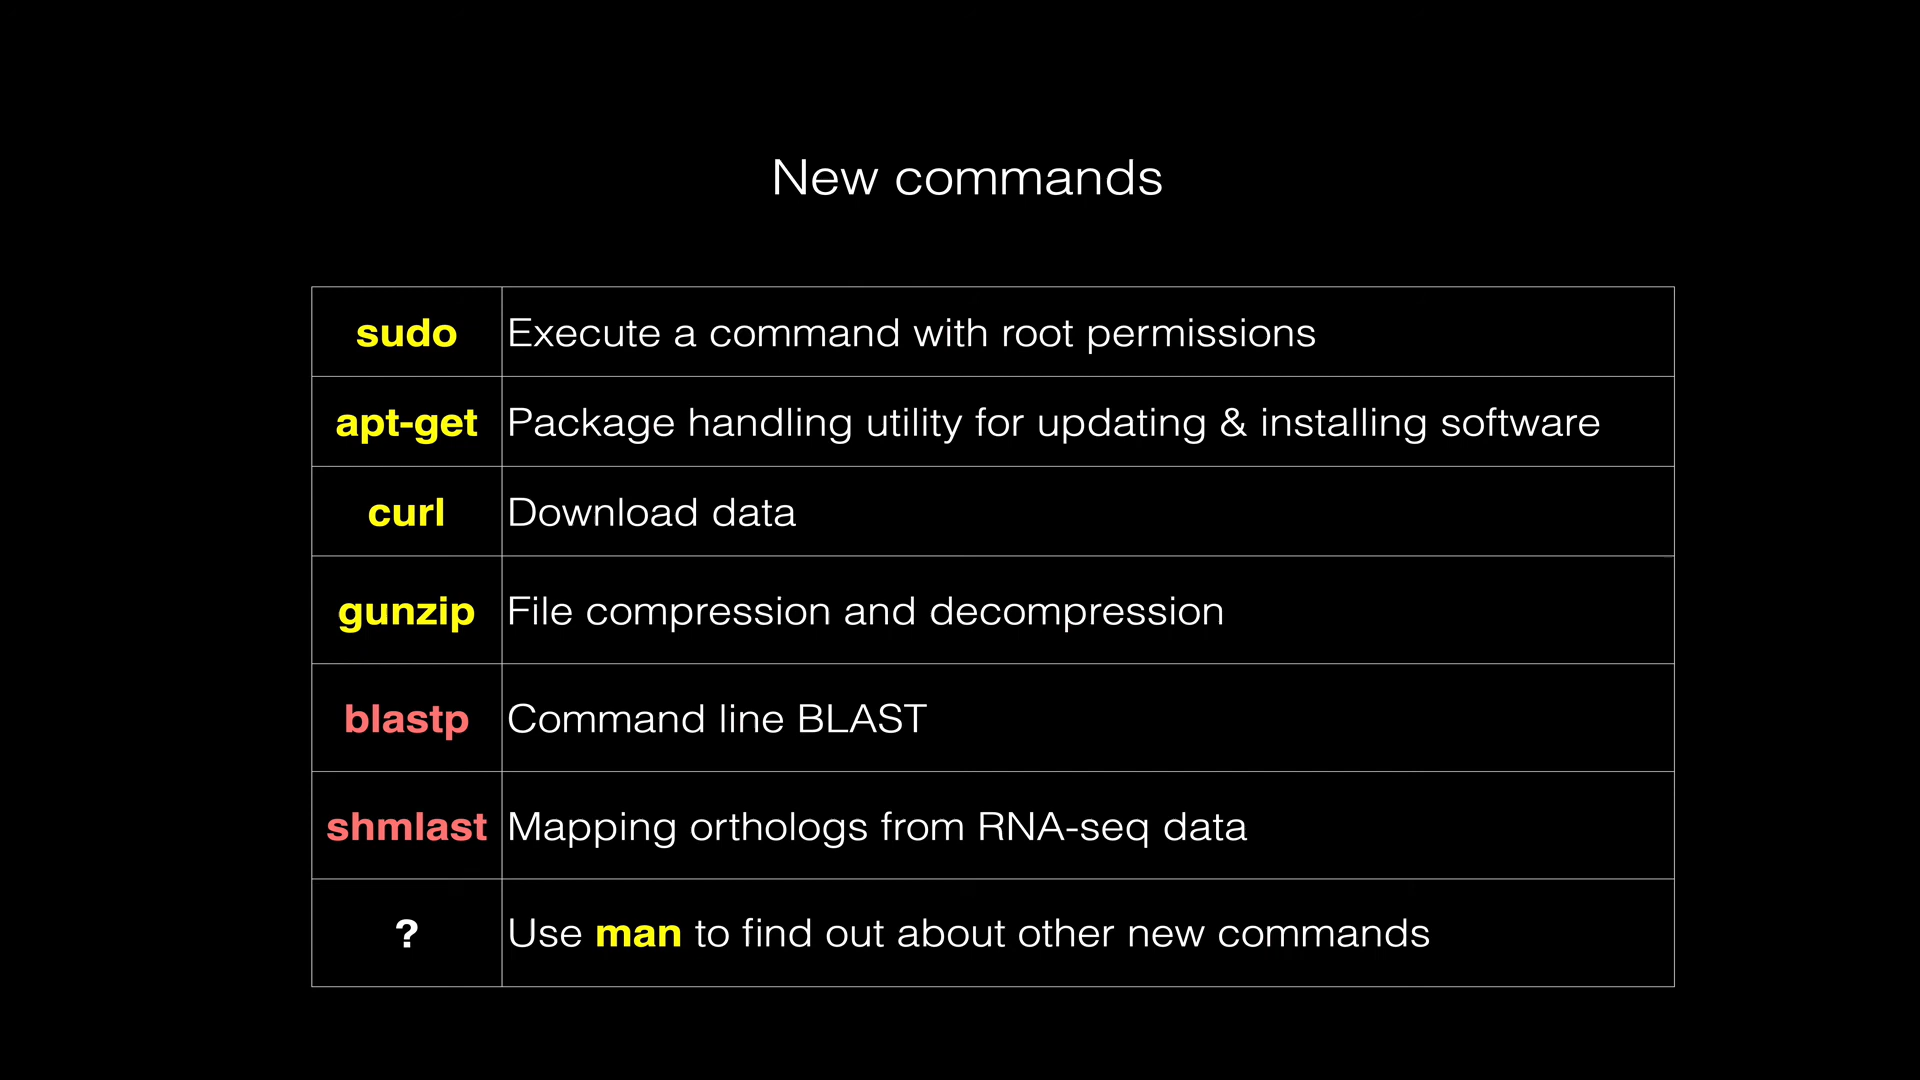 New commands
sudo Execute a command with root permissions
apt-get Package handling utility for updating & installing software
curl Download data
gunzip File compression and decompression
blastp Command line BLAST
shmlast Mapping orthologs from RNA-seq data
? Use man to find out about other new commands